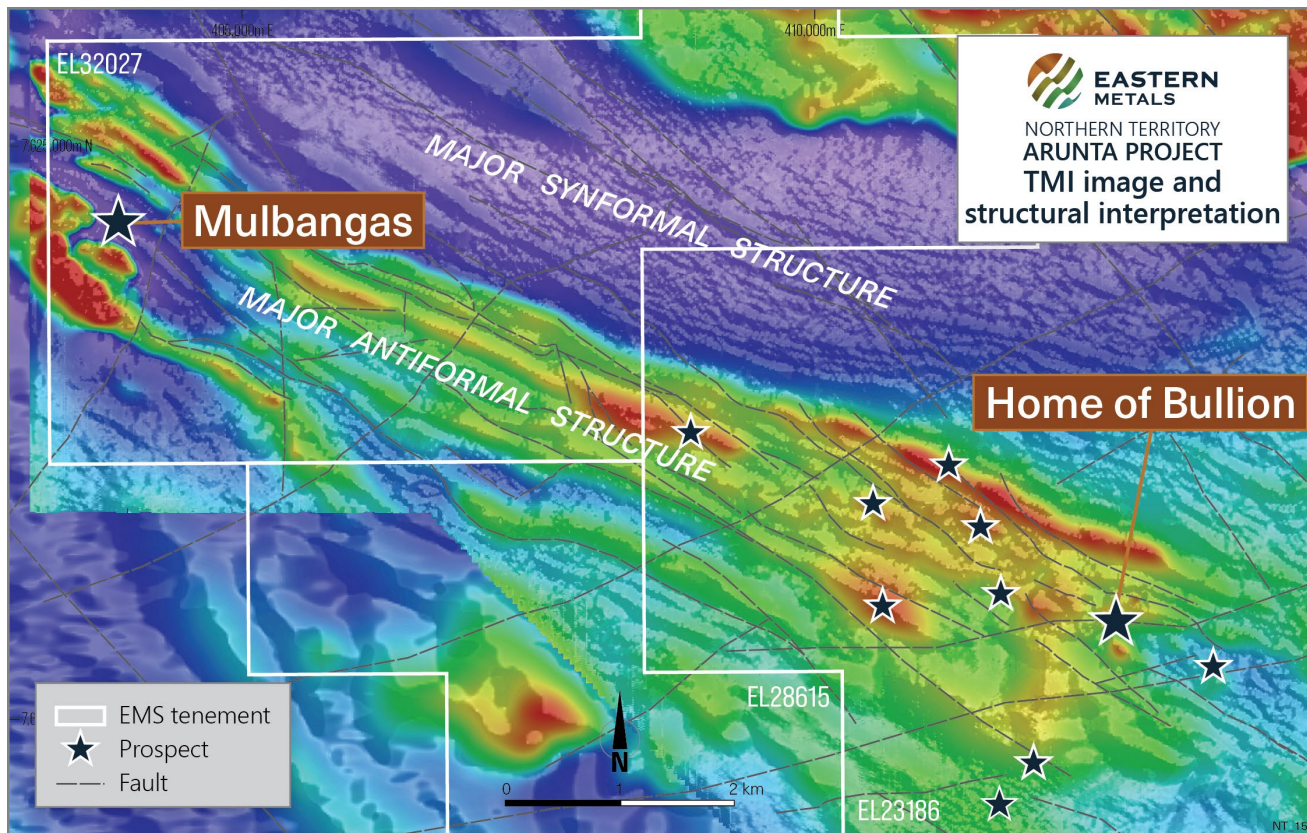 405,000m E
410,000m E
EL32027
EASTERN
METALS
NORTHERN TERRITORY
ARUNTA PROJECT
TMI image and
structural interpretation
MAJOR SYNFORMAL STRUCTURE
Mulbangas
MAJOR ANTIFORMAL STRUCTURE
Home of Bullion
EMS tenement
Prospect
Fault
N
0 1 2 km
EL28615
EL23186